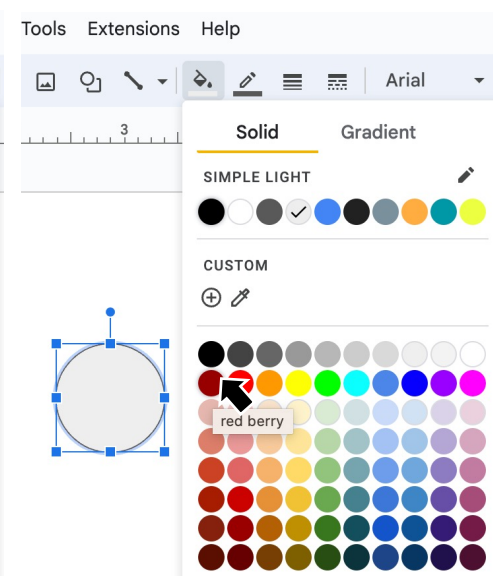 Tools Extensions Help
Arial
3
Solid Gradient
SIMPLE LIGHT
CUSTOM
red berry